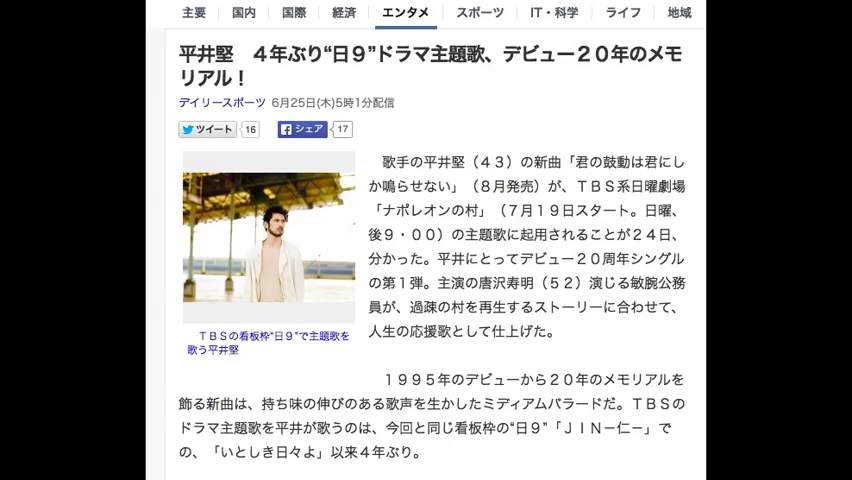 主要 国内 国際 経済 エンタメ スポーツ IT・科学 ライフ 地域
平井堅　４年ぶり“日９”ドラマ主題歌、デビュー２０年のメモ
リアル！
デイリースポーツ 6月25日(木)5時1分配信
ツイート 16 シェア 17
歌手の平井堅（４３）の新曲「君の鼓動は君にし
か鳴らせない」（８月発売）が、ＴＢＳ系日曜劇場
「ナポレオンの村」（７月１９日スタート。日曜、
後９・００）の主題歌に起用されることが２４日、
分かった。平井にとってデビュー２０周年シングル
の第１弾。主演の唐沢寿明（５２）演じる敏腕公務
員が、過疎の村を再生するストーリーに合わせて、
人生の応援歌として仕上げた。
ＴＢＳの看板枠“日９”で主題歌を
歌う平井堅
１９９５年のデビューから２０年のメモリアルを
飾る新曲は、持ち味の伸びのある歌声を生かしたミディアムバラードだ。ＴＢＳの
ドラマ主題歌を平井が歌うのは、今回と同じ看板枠の“日９”「ＪＩＮ－仁－」で
の、「いとしき日々よ」以来４年ぶり。